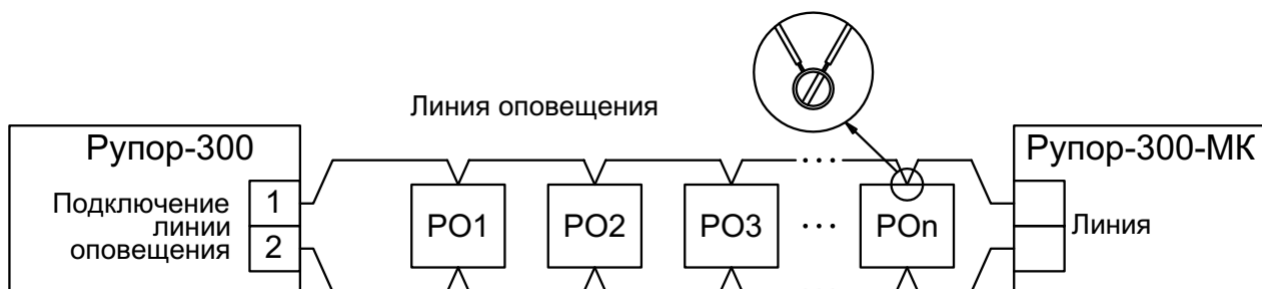 Линия оповещения
Рупор-300
Рупор-300-МК
Подключение
линии
оповещения
1
2
РО1
РО2
РО3
...
...
РОn
Линия